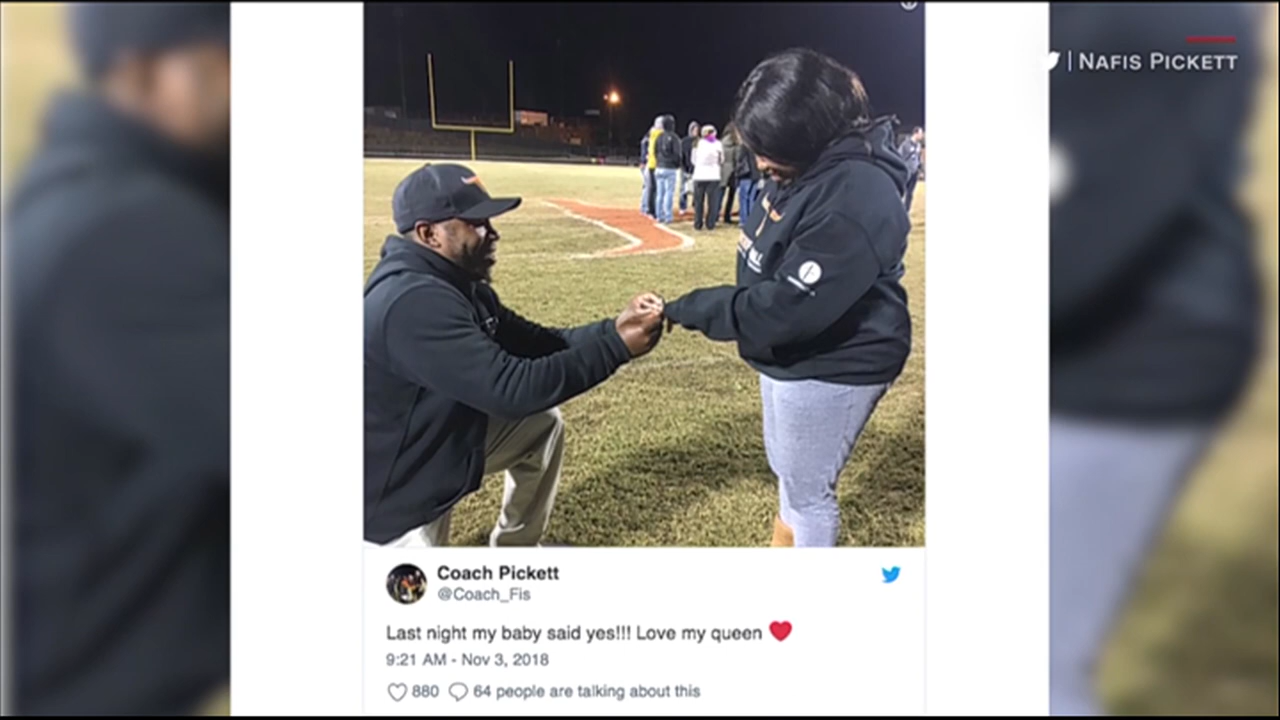 | NAFIS PICKETT
Coach Pickett
@Coach_Fis
Last night my baby said yes!!! Love my queen ❤️
9:21 AM - Nov 3, 2018
880 64 people are talking about this